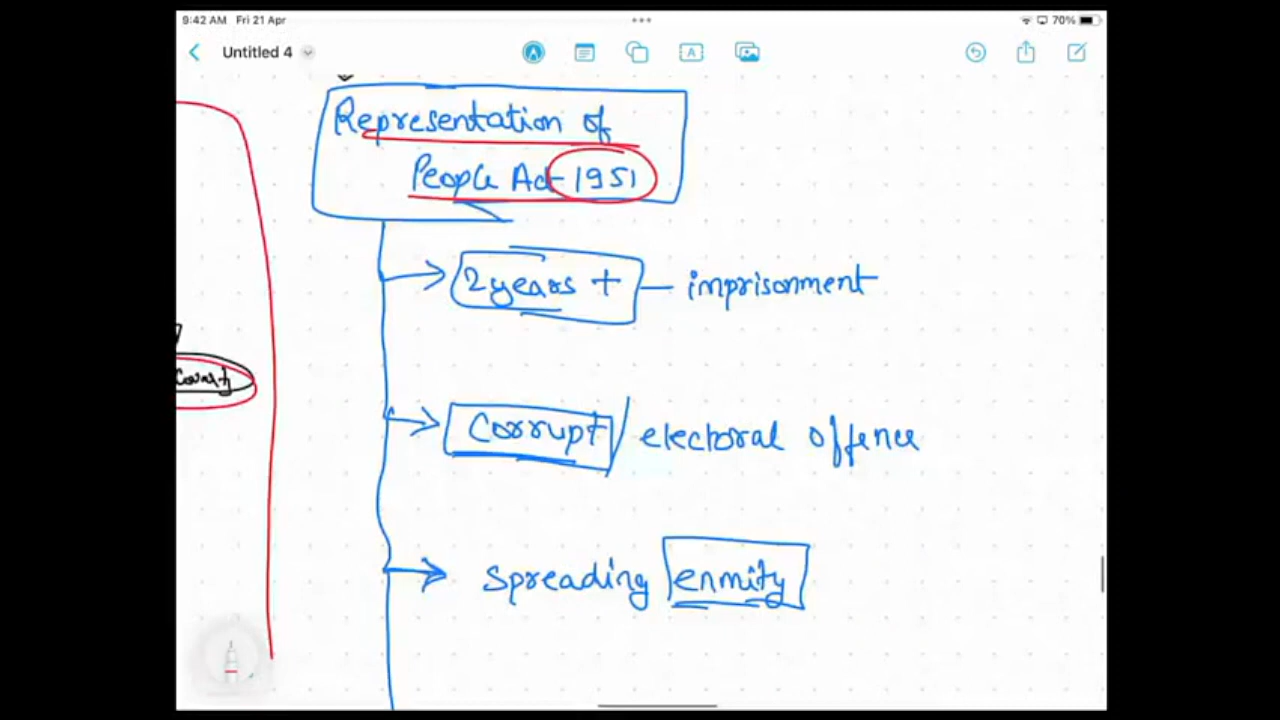 9:42 AM Fri 21 Apr
70%
Untitled 4
A
Representation of
People Act-1951
2 years + — imprisonment
Court
Corrupt / electoral offence
spreading enmity